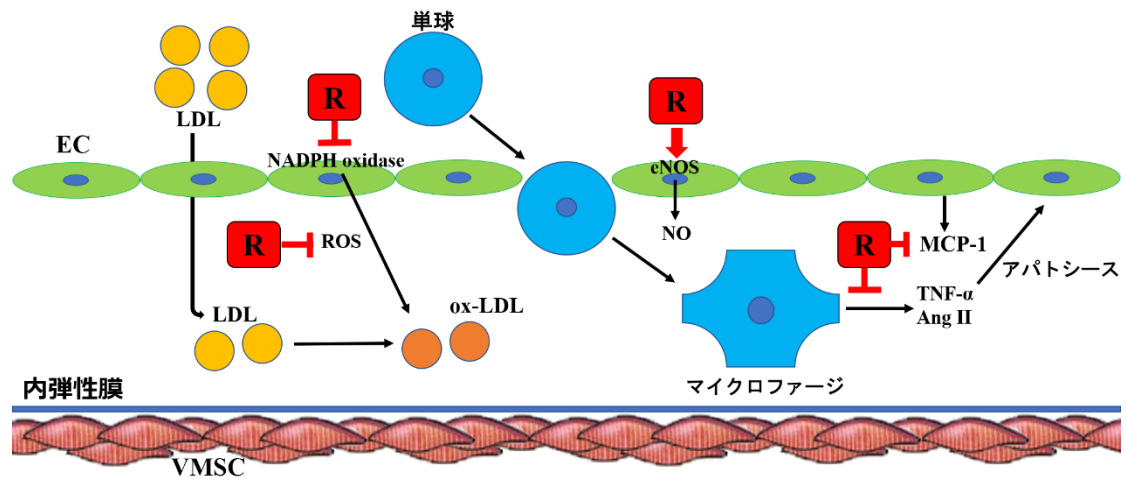 単球
LDL
R
R
EC
NADPH oxidase
eNOS
R
ROS
NO
R
MCP-1
アパトシース
LDL
ox-LDL
TNF-α
Ang II
マイクロファージ
内弾性膜
VMSC